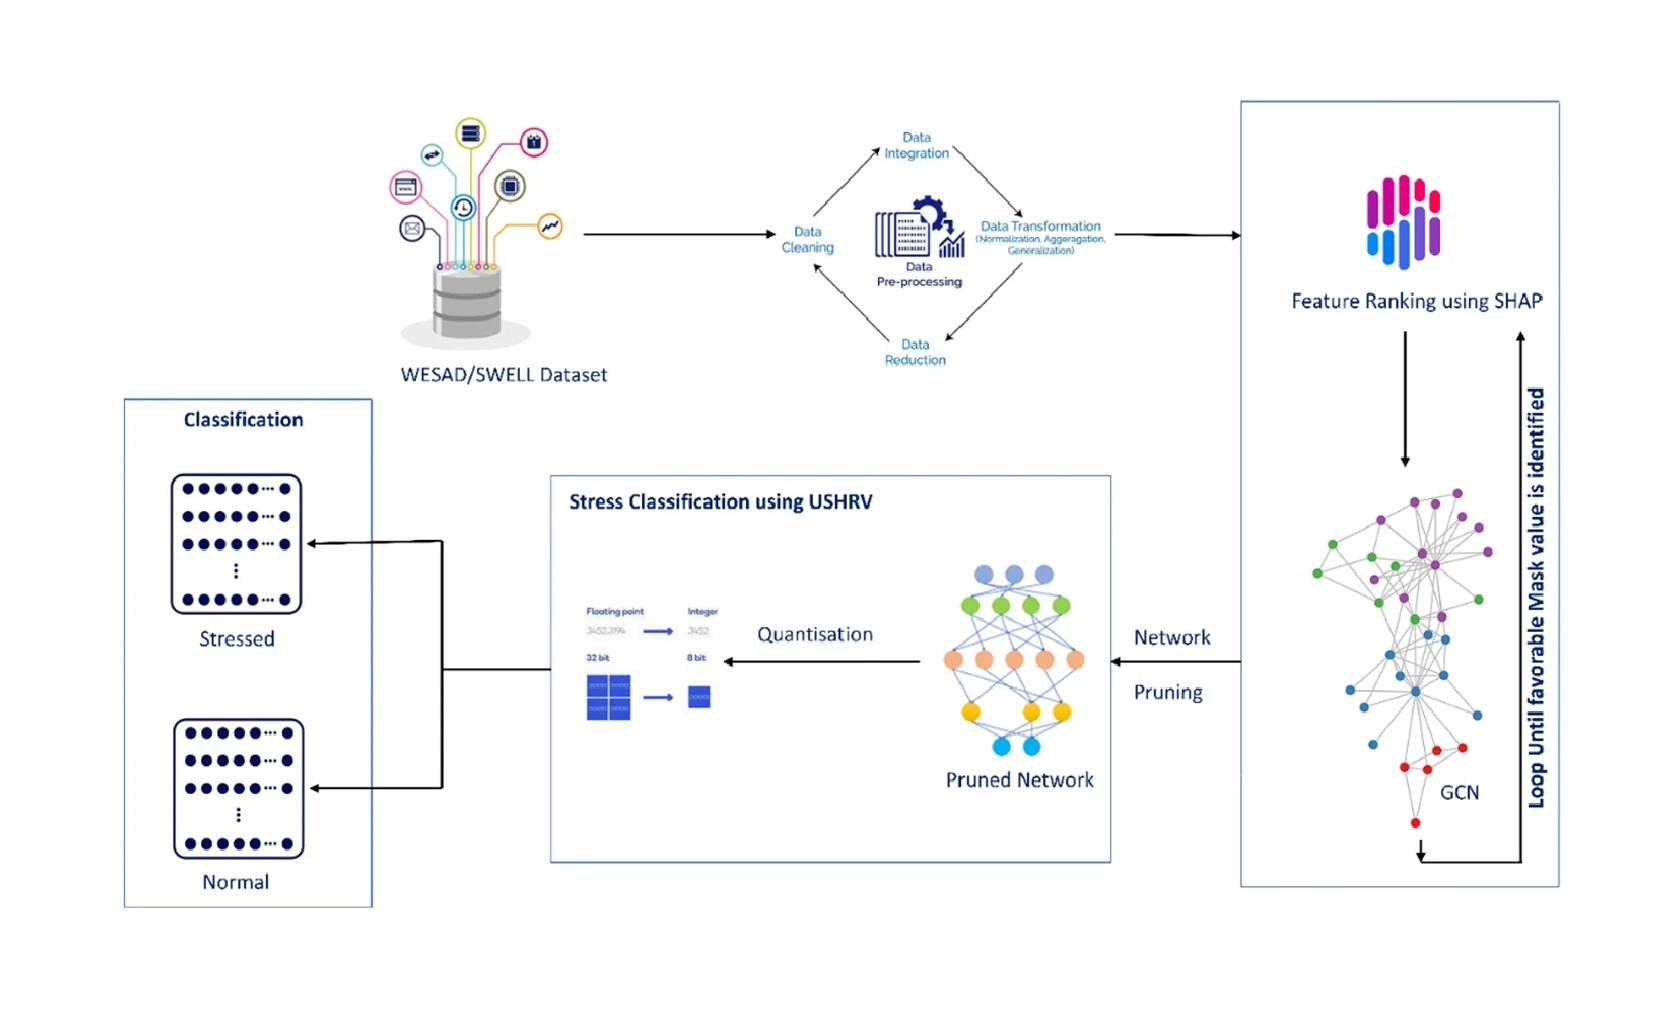 Data
Integration
Data
Cleaning
Data Transformation
(Normalization, Aggeragation,
Generalization)
Data
Pre-processing
Data
Reduction
WESAD/SWELL Dataset
Feature Ranking using SHAP
Loop Until favorable Mask value is identified
GCN
Network
Pruning
Stress Classification using USHRV
Floating point
Integer
3452.3194
3452
32 bit
8 bit
Quantisation
Pruned Network
Classification
Stressed
Normal